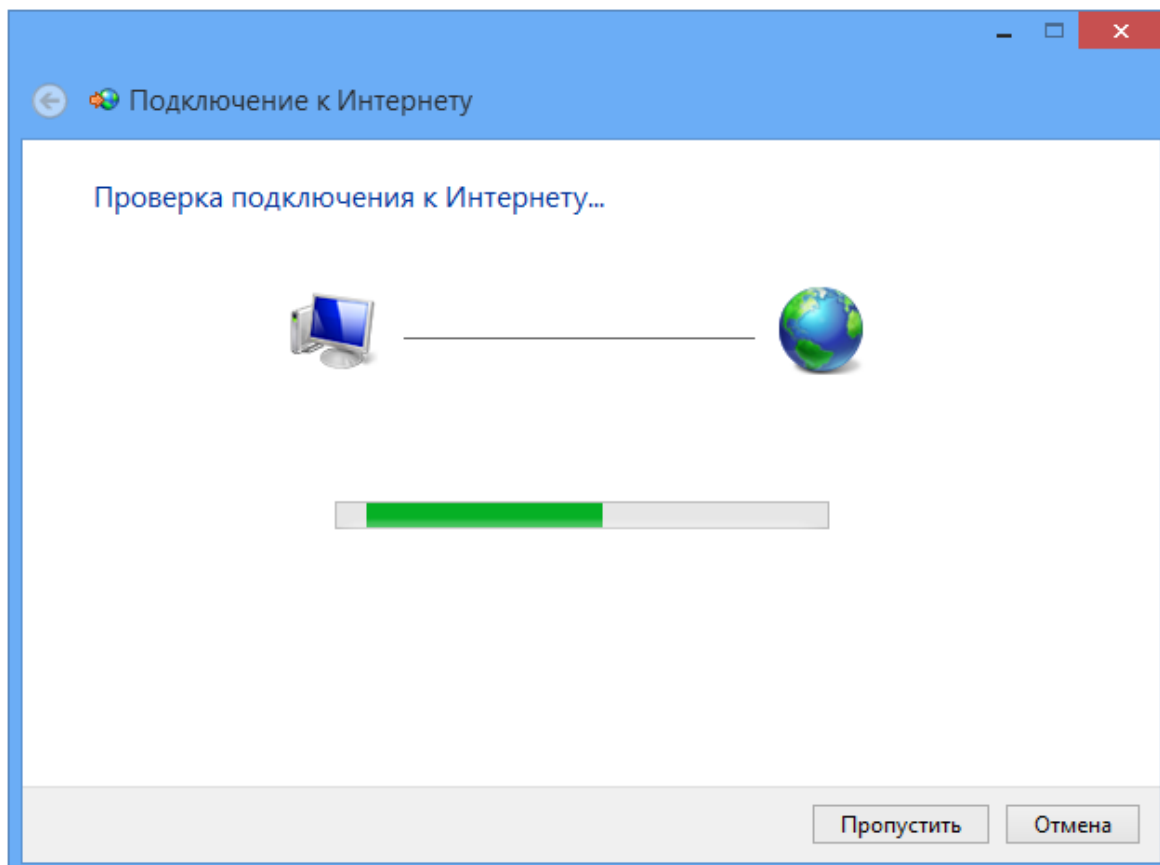 Подключение к Интернету
Проверка подключения к Интернету...
Пропустить
Отмена